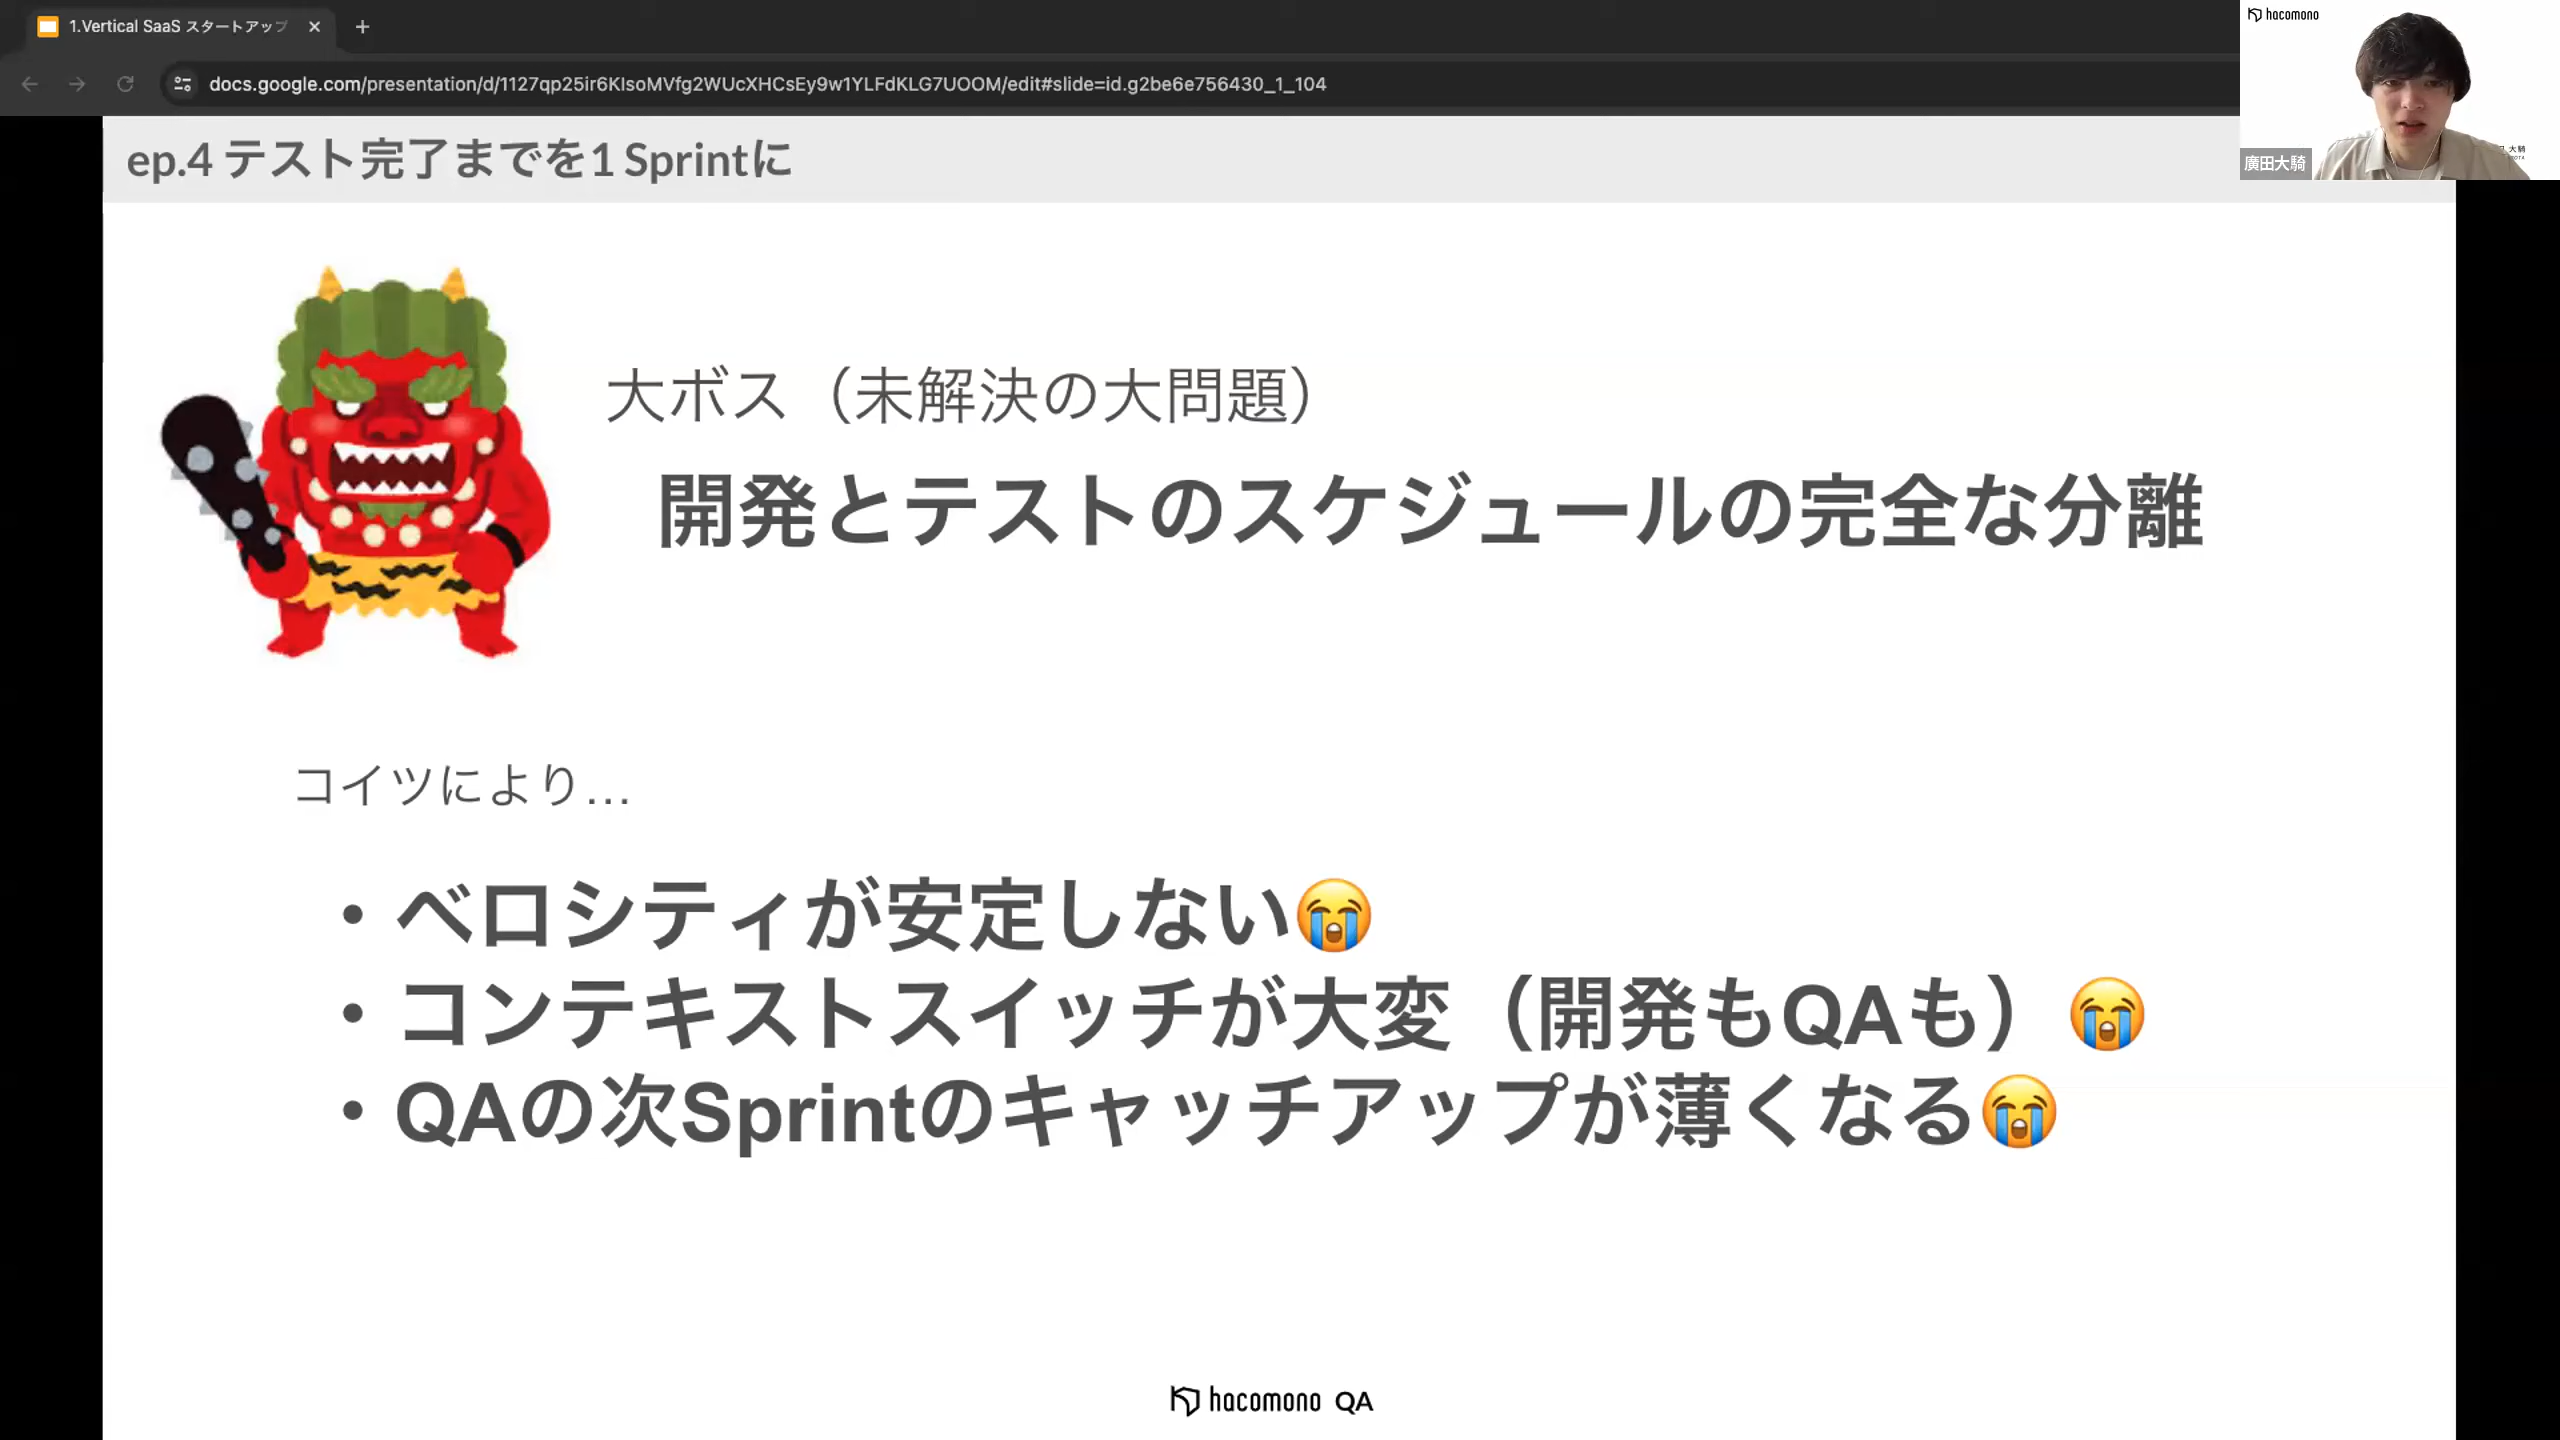 1.Vertical SaaS スタートアップ
docs.google.com/presentation/d/1127qp25ir6KIsoMVfg2WUcXHCsEy9w1YLFdKLG7UOOM/edit#slide=id.g2be6e756430_1_104
hacomono
廣田大騎
ep.4 テスト完了までを1 Sprintに
大ボス（未解決の大問題）
開発とテストのスケジュールの完全な分離
コイツにより…
・ベロシティが安定しない😭
・コンテキストスイッチが大変（開発もQAも）😭
・QAの次Sprintのキャッチアップが薄くなる😭
hacomono QA